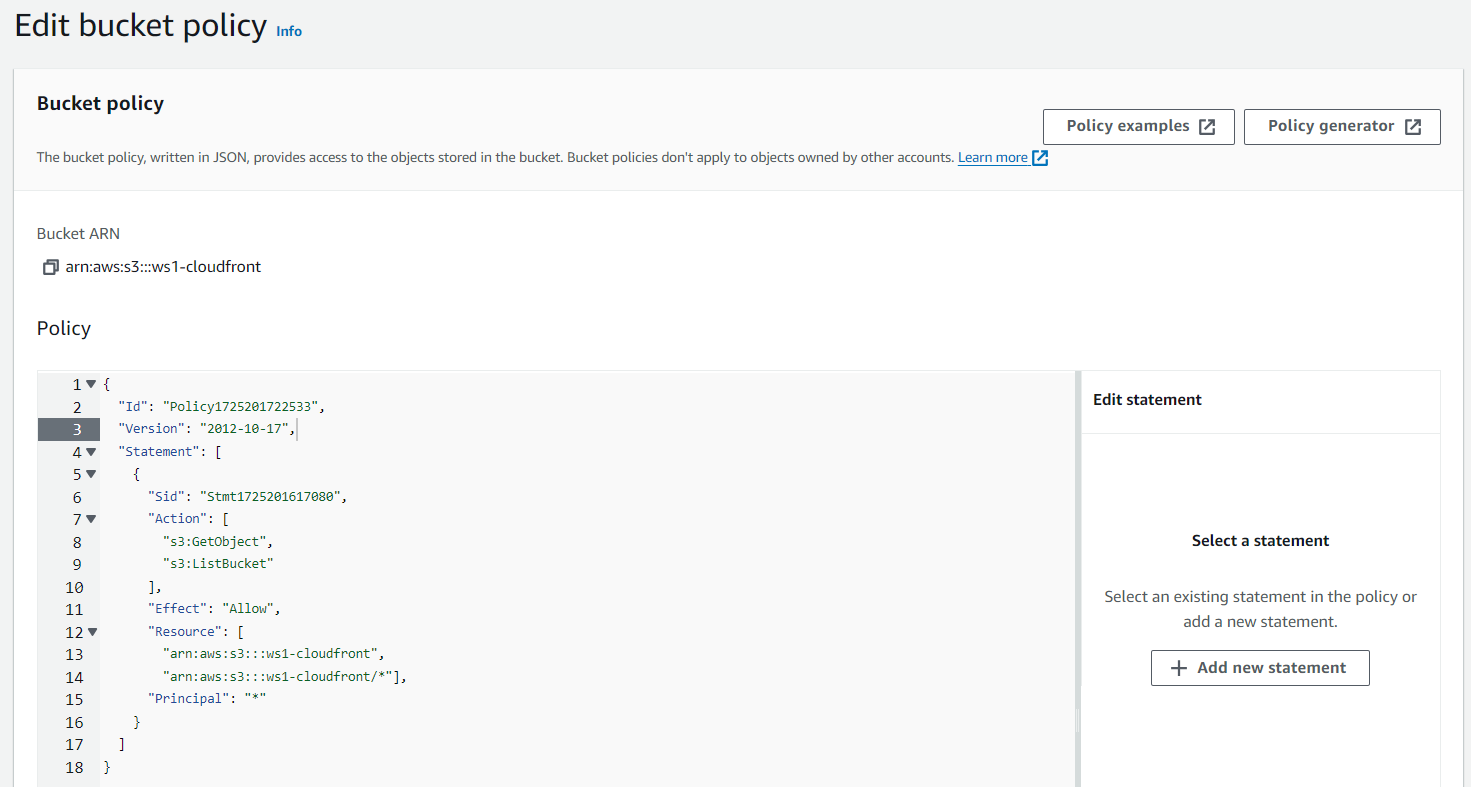 Edit bucket policy Info
Bucket policy
Policy examples
Policy generator
The bucket policy, written in JSON, provides access to the objects stored in the bucket. Bucket policies don't apply to objects owned by other accounts. Learn more
Bucket ARN
arn:aws:s3:::ws1-cloudfront
Policy
1 {
2 "Id": "Policy1725201722533",
3 "Version": "2012-10-17",
4 "Statement": [
5 {
6 "Sid": "Stmt1725201617080",
7 "Action": [
8 "s3:GetObject",
9 "s3:ListBucket"
10 ],
11 "Effect": "Allow",
12 "Resource": [
13 "arn:aws:s3:::ws1-cloudfront",
14 "arn:aws:s3:::ws1-cloudfront/*"],
15 "Principal": "*"
16 }
17 ]
18 }
Edit statement
Select a statement
Select an existing statement in the policy or
add a new statement.
Add new statement